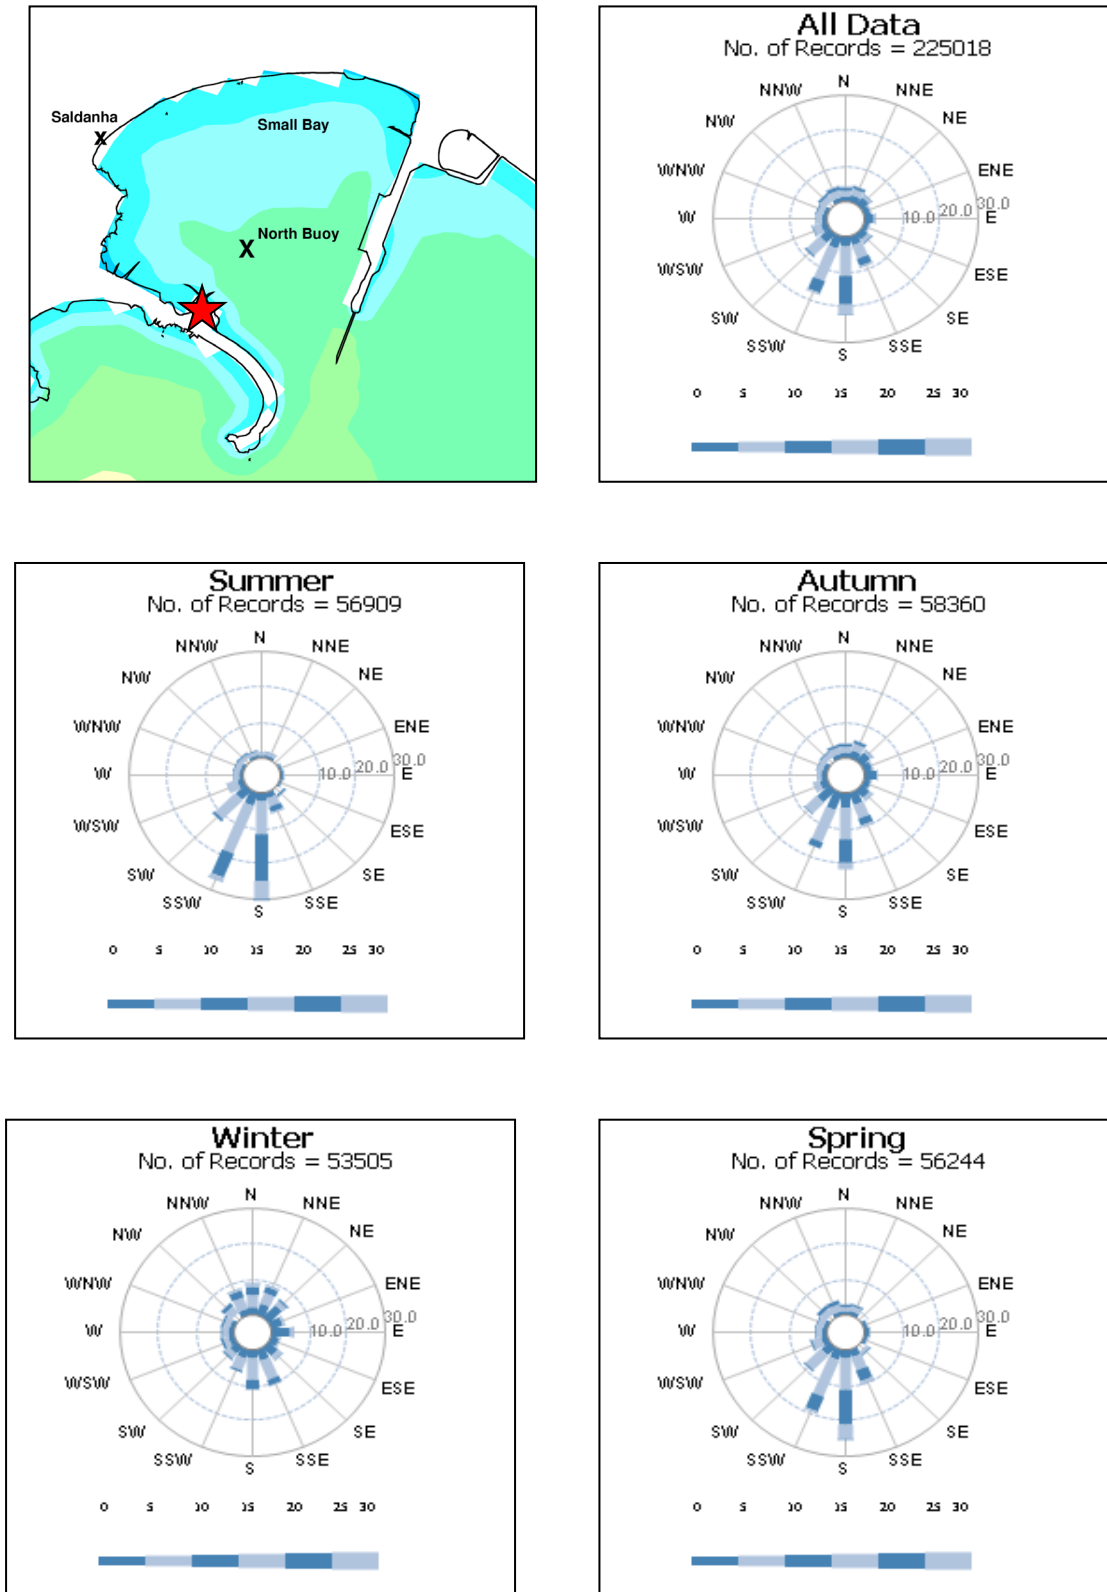 Saldanha
X
Small Bay
North Buoy
X
All Data
No. of Records = 225018
N
NNW NNE
NW NE
WNW ENE
W 10.0 20.0 30.0 E
WSW ESE
SW SE
SSW SSE
S
0 5 10 15 20 25 30
Summer
No. of Records = 56909
N
NNW NNE
NW NE
WNW ENE
W 10.0 20.0 30.0 E
WSW ESE
SW SE
SSW SSE
S
0 5 10 15 20 25 30
Autumn
No. of Records = 58360
N
NNW NNE
NW NE
WNW ENE
W 10.0 20.0 30.0 E
WSW ESE
SW SE
SSW SSE
S
0 5 10 15 20 25 30
Winter
No. of Records = 53505
N
NNW NNE
NW NE
WNW ENE
W 10.0 20.0 30.0 E
WSW ESE
SW SE
SSW SSE
S
0 5 10 15 20 25 30
Spring
No. of Records = 56244
N
NNW NNE
NW NE
WNW ENE
W 10.0 20.0 30.0 E
WSW ESE
SW SE
SSW SSE
S
0 5 10 15 20 25 30